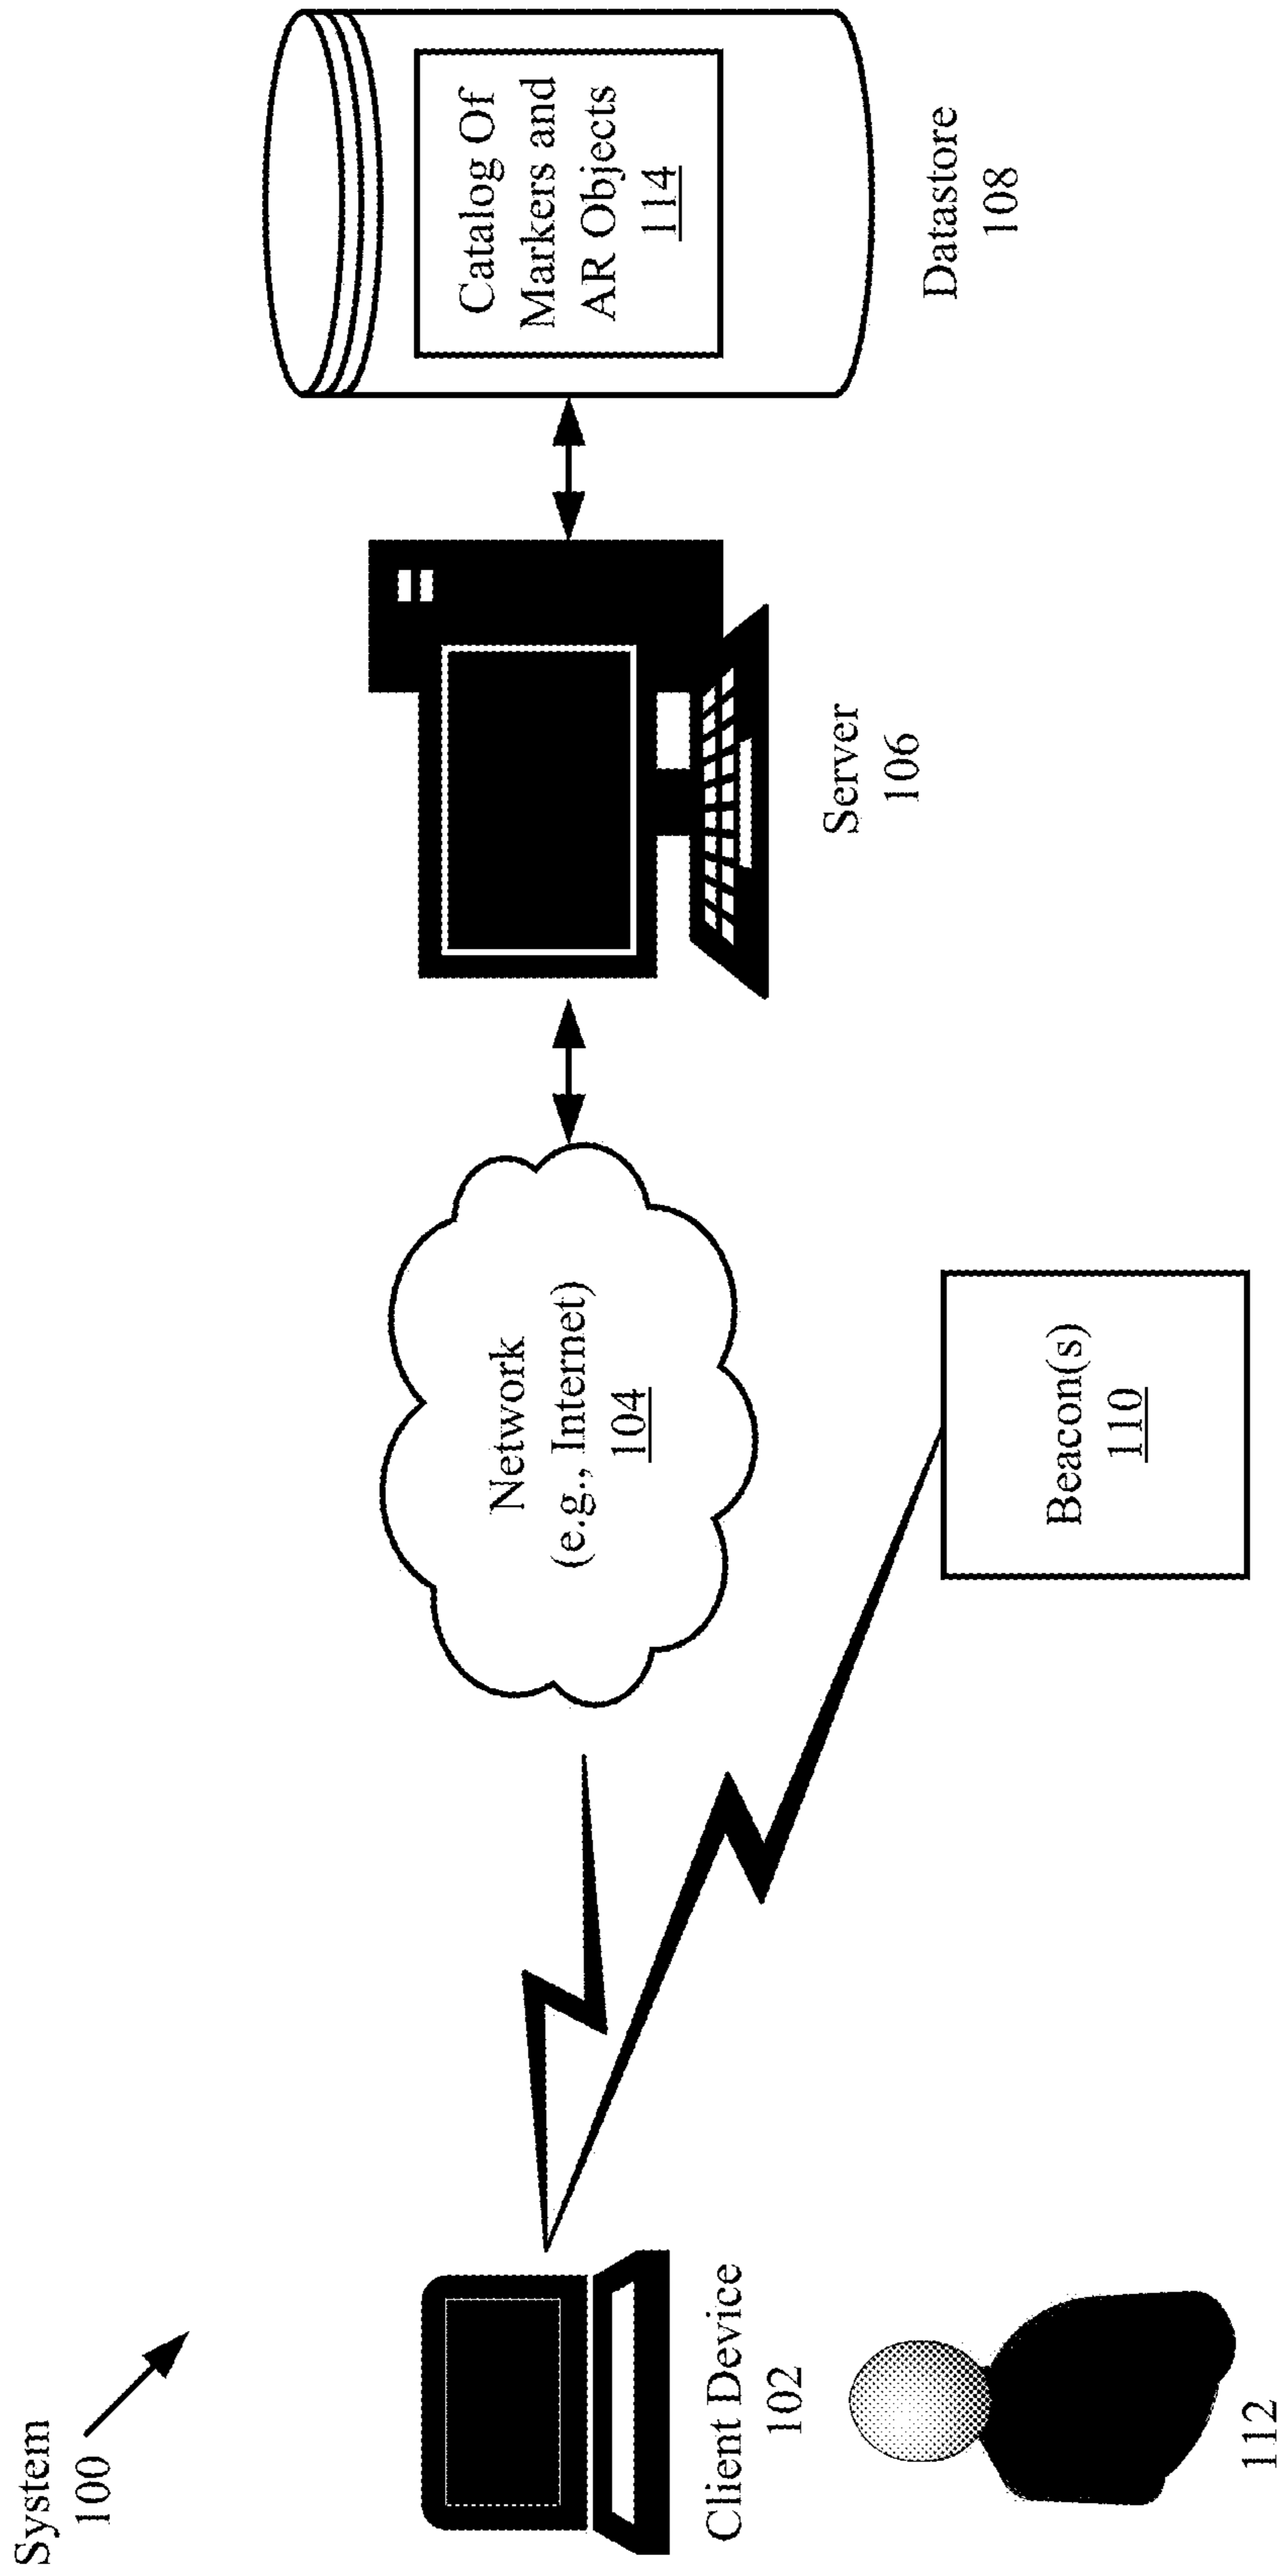 System
100
Client Device
102
112
Network
(e.g., Internet)
104
Beacon(s)
110
Server
106
Catalog Of
Markers and
AR Objects
114
Datastore
108